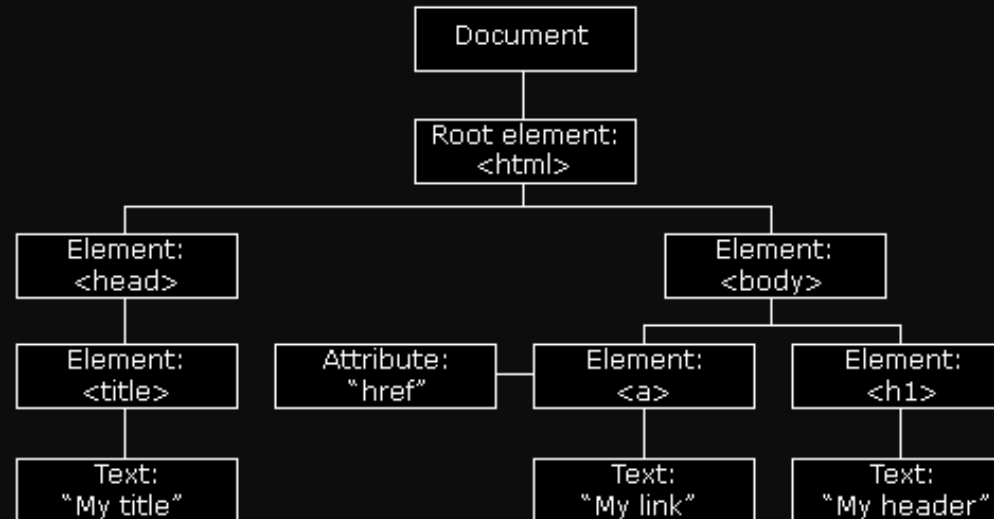 Document
Root element:
<html>
Element:
<head>
Element:
<body>
Element:
<title>
Attribute:
“href”
Element:
<a>
Element:
<h1>
Text:
“My title”
Text:
“My link”
Text:
“My header”